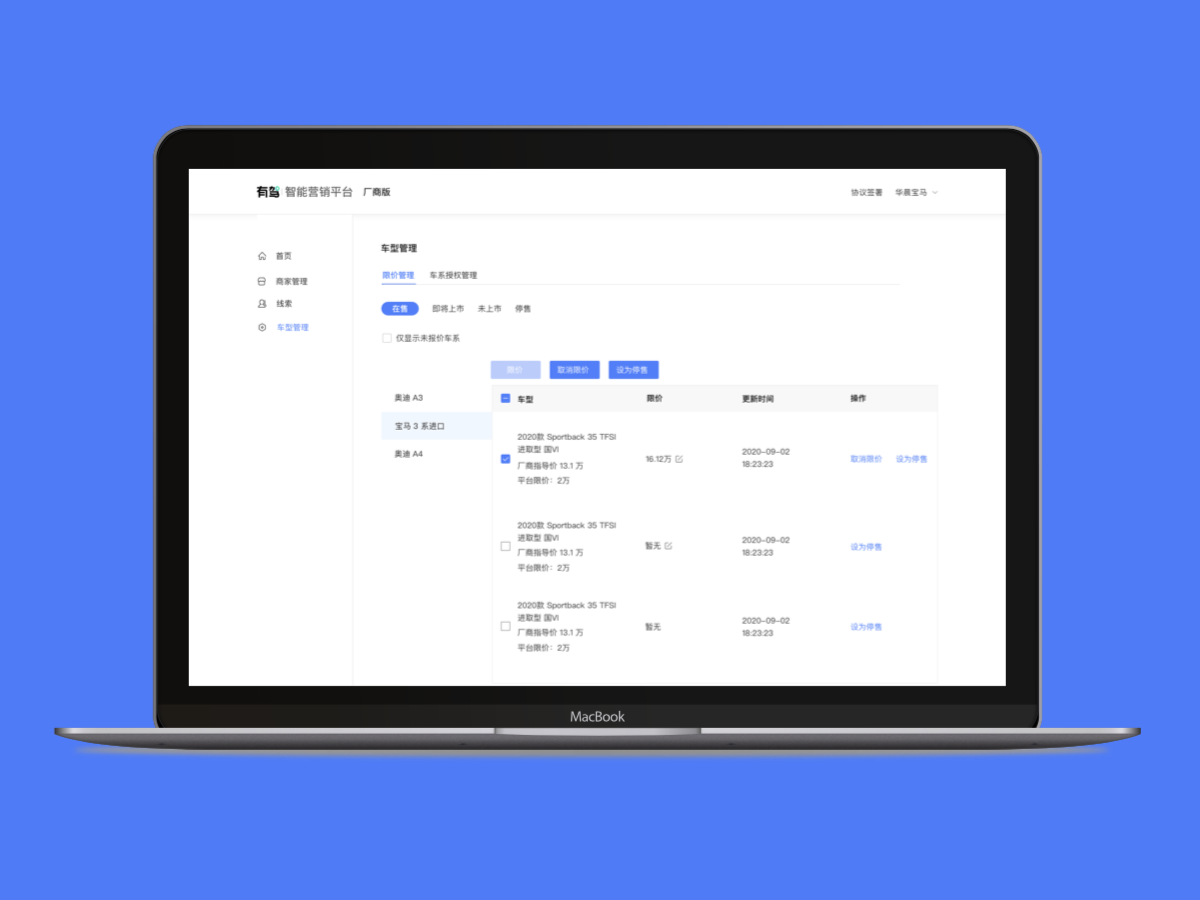 有驾 智能营销平台 厂商版
协议签署 华晨宝马
首页
商家管理
线索
车型管理
车型管理
限价管理 车系授权管理
在售 即将上市 未上市 停售
仅显示未报价车系
限价 取消限价 设为停售
奥迪 A3
宝马 3 系进口
奥迪 A4
车型 限价 更新时间 操作
2020款 Sportback 35 TFSI
进取型 国VI
厂商指导价 13.1 万
平台限价：2万
16.12万
2020-09-02
18:23:23
取消限价 设为停售
2020款 Sportback 35 TFSI
进取型 国VI
厂商指导价 13.1 万
平台限价：2万
暂无
2020-09-02
18:23:23
设为停售
2020款 Sportback 35 TFSI
进取型 国VI
厂商指导价 13.1 万
平台限价：2万
暂无
2020-09-02
18:23:23
设为停售
MacBook